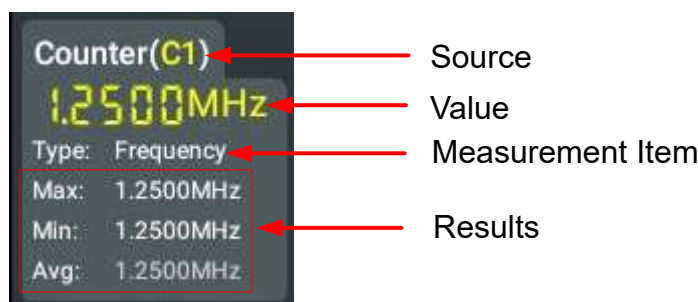 Counter(C1) Source
1.2500MHz Value
Type: Frequency Measurement Item
Max: 1.2500MHz
Min: 1.2500MHz Results
Avg: 1.2500MHz